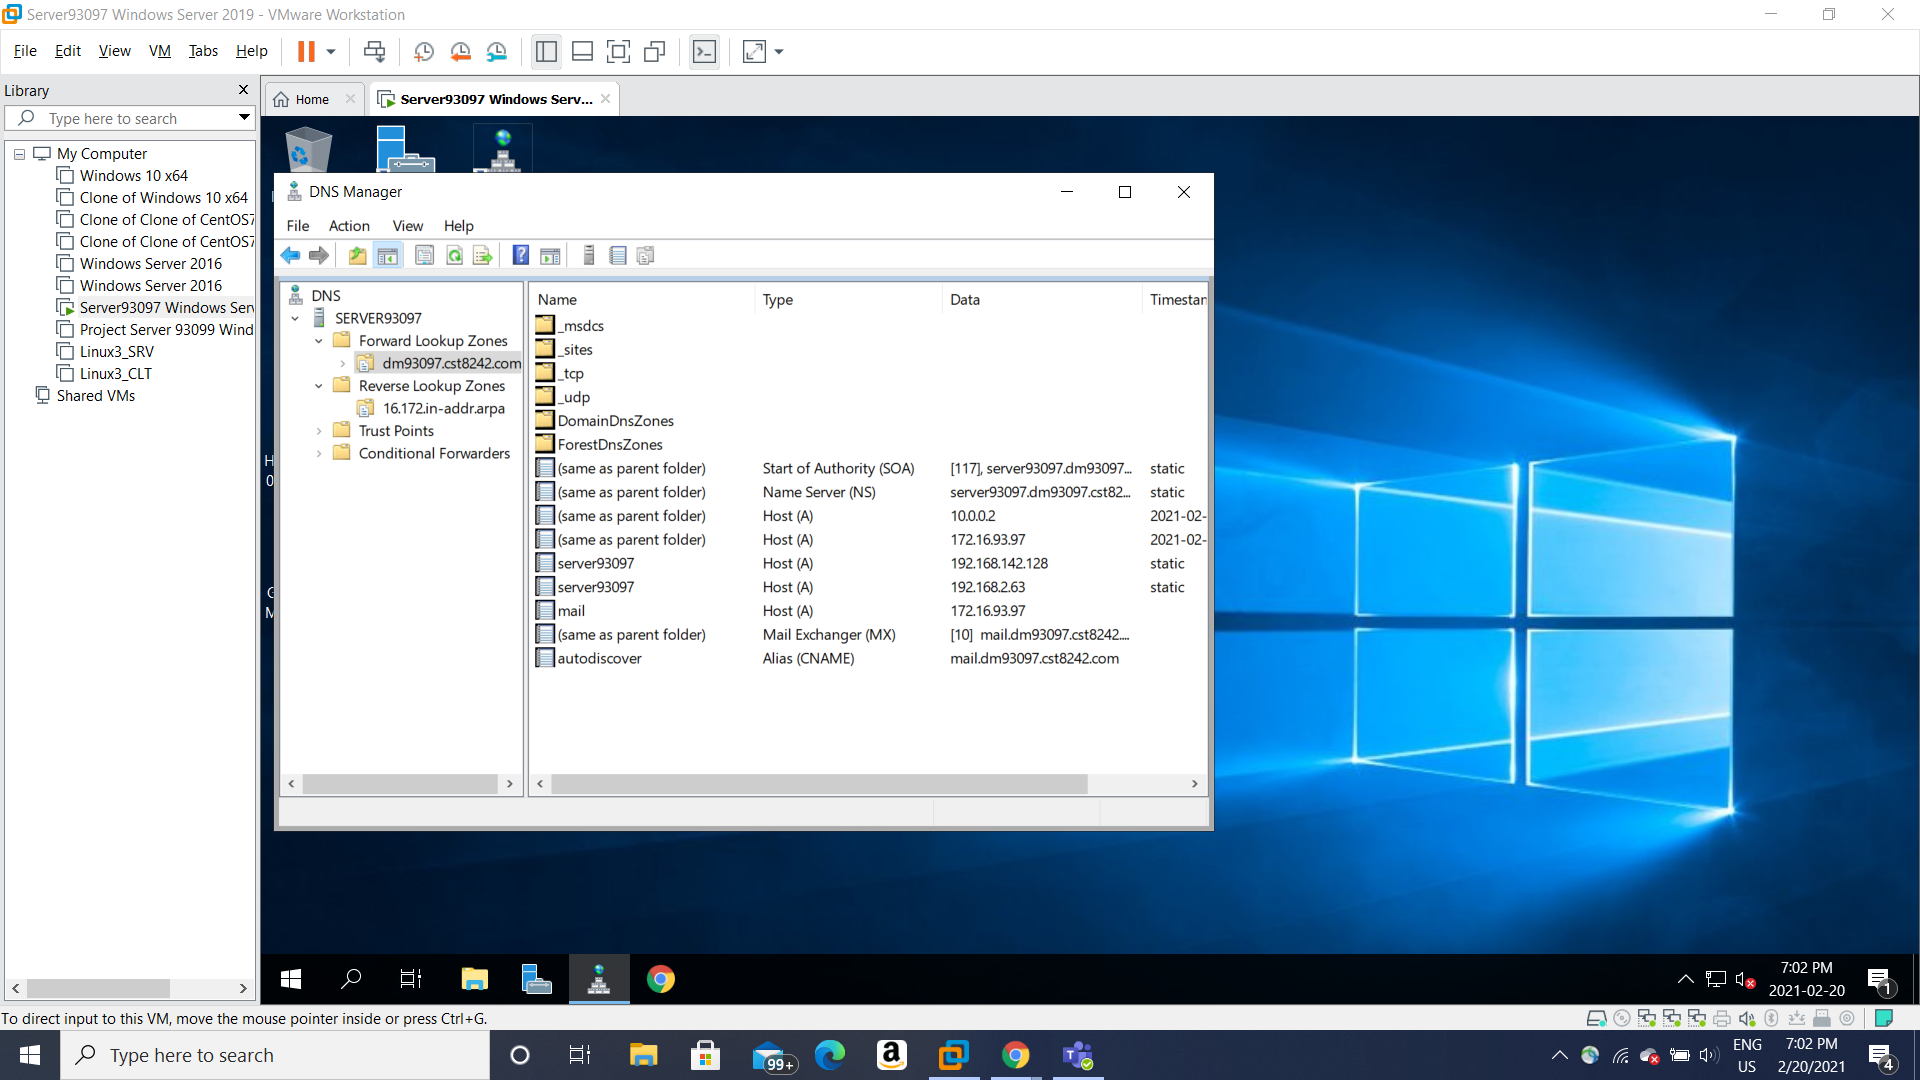 Server93097 Windows Server 2019 - VMware Workstation
File Edit View VM Tabs Help
Library
Type here to search
My Computer
Windows 10 x64
Clone of Windows 10 x64
Clone of Clone of CentOS7
Clone of Clone of CentOS7
Windows Server 2016
Windows Server 2016
Server93097 Windows Serv
Project Server 93099 Wind
Linux3_SRV
Linux3_CLT
Shared VMs
Home
Server93097 Windows Serv...
DNS Manager
File Action View Help
DNS
SERVER93097
Forward Lookup Zones
dm93097.cst8242.com
Reverse Lookup Zones
16.172.in-addr.arpa
Trust Points
Conditional Forwarders
Name Type Data Timestan
_msdcs
_sites
_tcp
_udp
DomainDnsZones
ForestDnsZones
(same as parent folder) Start of Authority (SOA) [117], server93097.dm93097... static
(same as parent folder) Name Server (NS) server93097.dm93097.cst82... static
(same as parent folder) Host (A) 10.0.0.2 2021-02-
(same as parent folder) Host (A) 172.16.93.97 2021-02-
server93097 Host (A) 192.168.142.128 static
server93097 Host (A) 192.168.2.63 static
mail Host (A) 172.16.93.97
(same as parent folder) Mail Exchanger (MX) [10] mail.dm93097.cst8242....
autodiscover Alias (CNAME) mail.dm93097.cst8242.com
H
0
G
M
7:02 PM
2021-02-20
1
To direct input to this VM, move the mouse pointer inside or press Ctrl+G.
Type here to search
99+
ENG
US
7:02 PM
2/20/2021
4